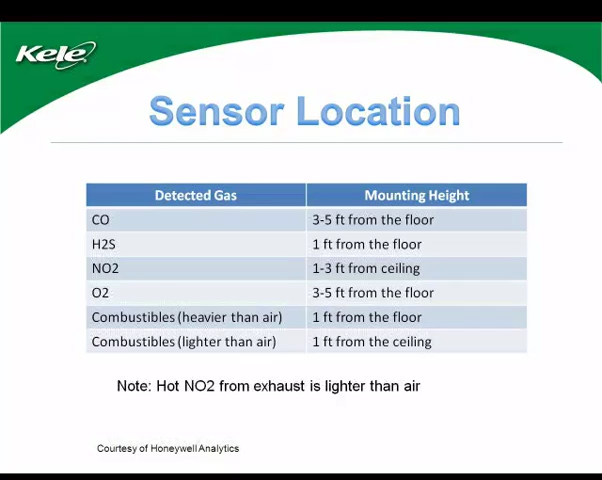 Kele
Sensor Location
Detected Gas Mounting Height
CO 3-5 ft from the floor
H2S 1 ft from the floor
NO2 1-3 ft from ceiling
O2 3-5 ft from the floor
Combustibles (heavier than air) 1 ft from the floor
Combustibles (lighter than air) 1 ft from the ceiling
Note: Hot NO2 from exhaust is lighter than air
Courtesy of Honeywell Analytics